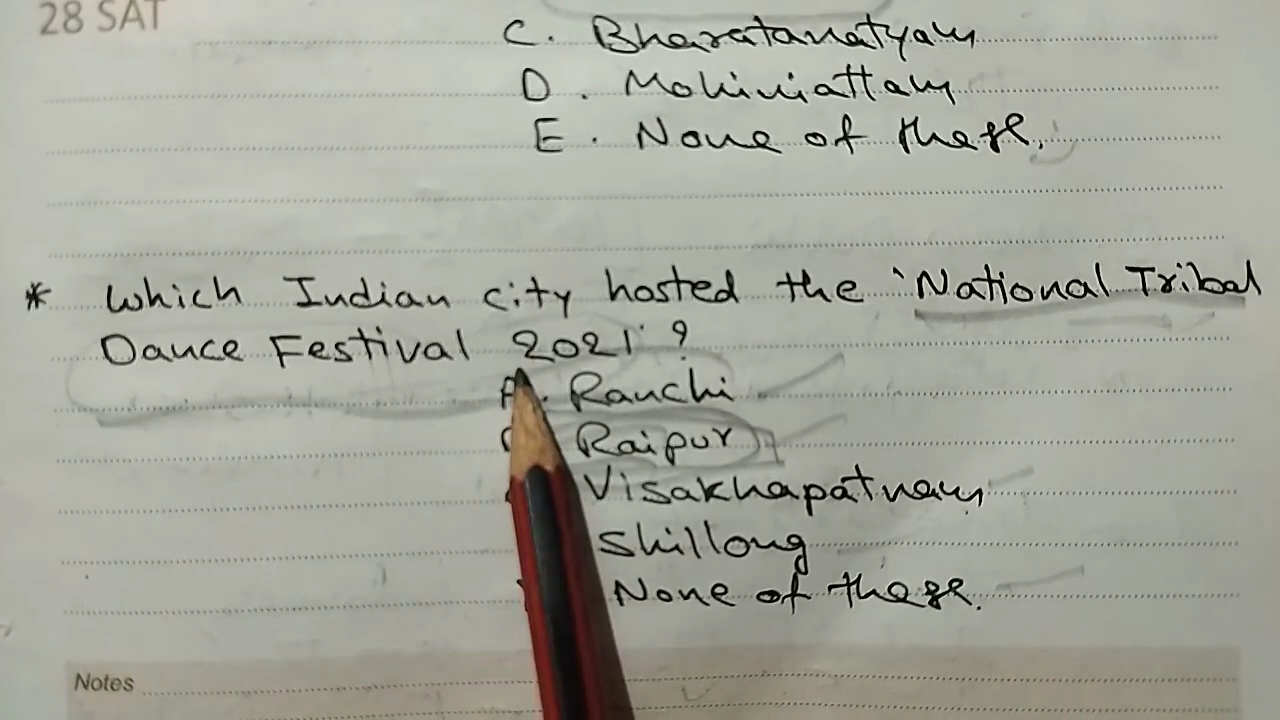 28 SAT
C. Bharatanatyam
D. Mohiniattam
E. None of these.
* Which Indian city hosted the 'National Tribal
Dance Festival 2021'?
A. Ranchi
Raipur
Visakhapatnam
Shillong
None of these.
Notes